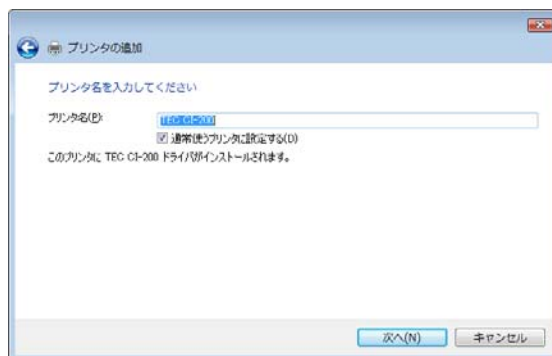 プリンタの追加
プリンタ名を入力してください
プリンタ名(P): TEC CI-200
通常使うプリンタに設定する(D)
このプリンタに TEC CI-200 ドライバがインストールされます。
次へ(N) キャンセル